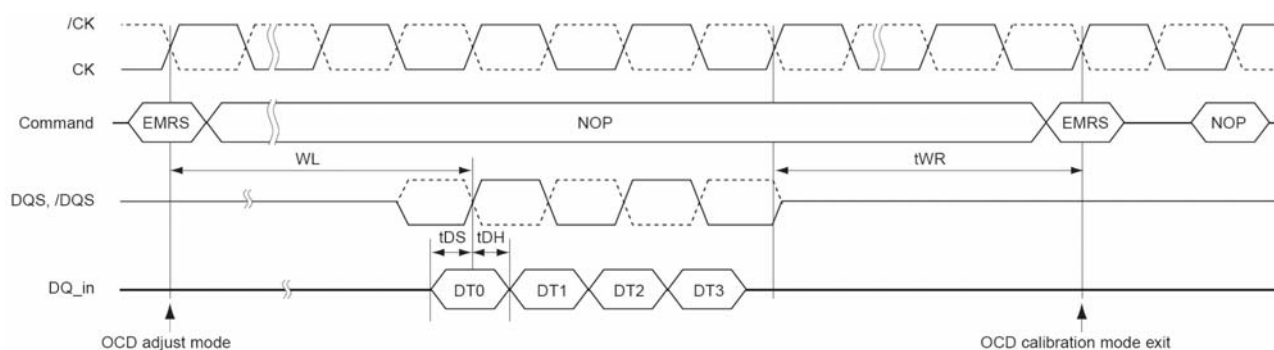 /CK
CK
Command EMRS NOP EMRS NOP
WL tWR
DQS, /DQS
tDS tDH
DQ_in DT0 DT1 DT2 DT3
OCD adjust mode OCD calibration mode exit